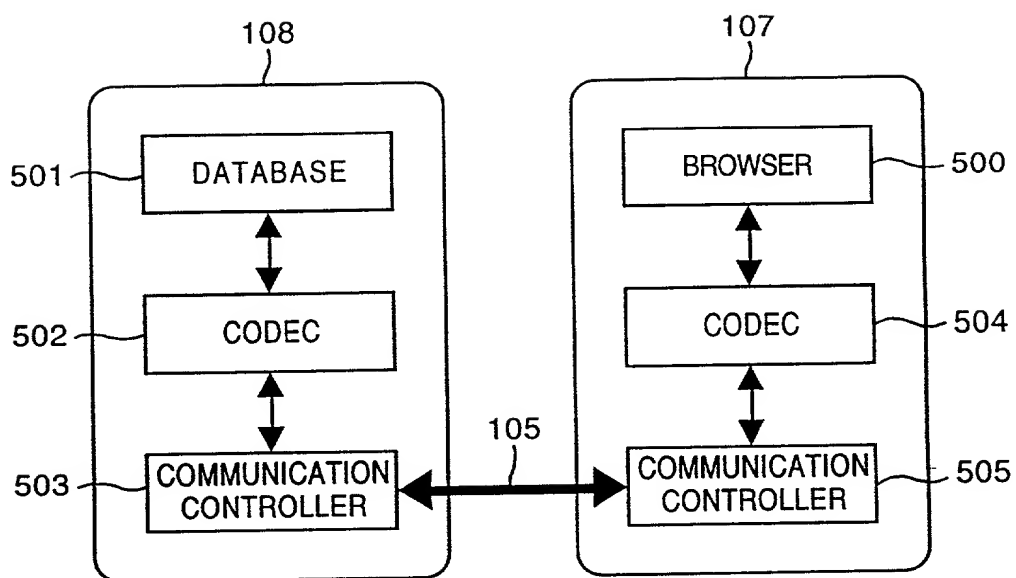 108
107
501
DATABASE
BROWSER
500
502
CODEC
CODEC
504
105
503
COMMUNICATION
CONTROLLER
COMMUNICATION
CONTROLLER
505